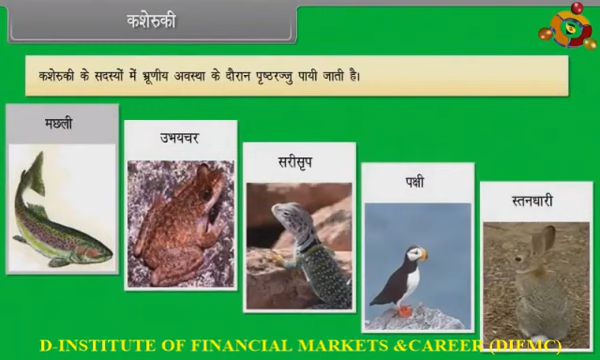 कशेरुकी
कशेरुकी के सदस्यों में भ्रूणीय अवस्था के दौरान पृष्ठरज्जु पायी जाती है।
मछली
उभयचर
सरीसृप
पक्षी
स्तनधारी
D-INSTITUTE OF FINANCIAL MARKETS &CAREER (DIFMC)